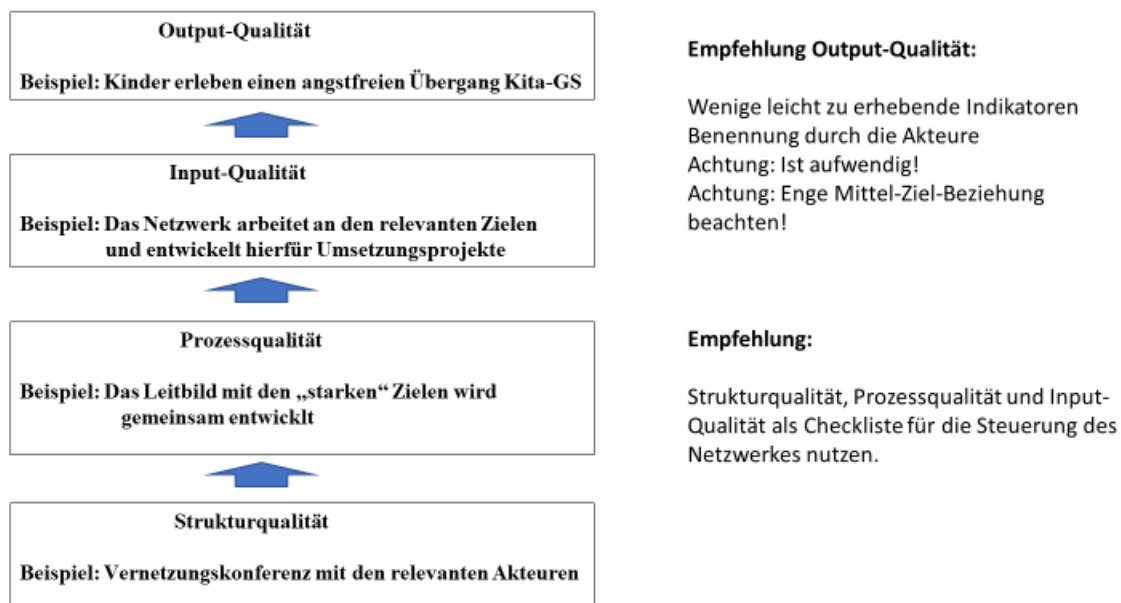 Output-Qualität
Beispiel: Kinder erleben einen angstfreien Übergang Kita-GS
Input-Qualität
Beispiel: Das Netzwerk arbeitet an den relevanten Zielen
und entwickelt hierfür Umsetzungsprojekte
Prozessqualität
Beispiel: Das Leitbild mit den „starken“ Zielen wird
gemeinsam entwicklt
Strukturqualität
Beispiel: Vernetzungskonferenz mit den relevanten Akteuren
Empfehlung Output-Qualität:
Wenige leicht zu erhebende Indikatoren
Benennung durch die Akteure
Achtung: Ist aufwendig!
Achtung: Enge Mittel-Ziel-Beziehung
beachten!
Empfehlung:
Strukturqualität, Prozessqualität und Input-
Qualität als Checkliste für die Steuerung des
Netzwerkes nutzen.